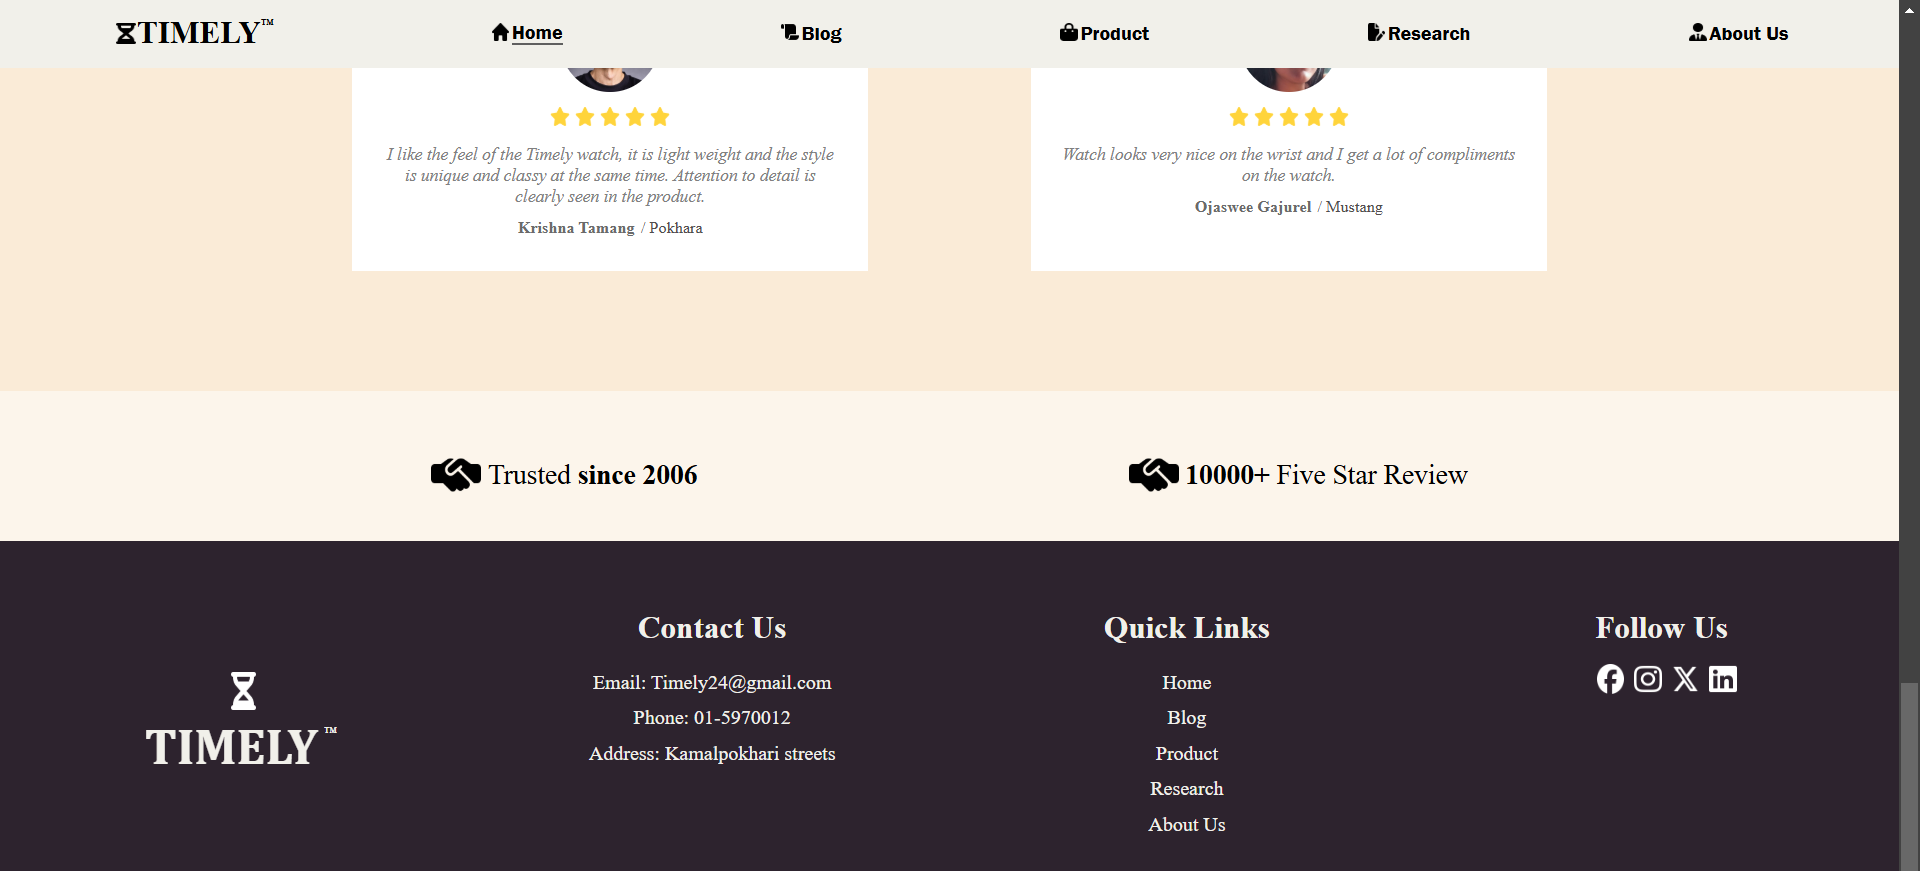 TIMELY™
Home
Blog
Product
Research
About Us
I like the feel of the Timely watch, it is light weight and the style
is unique and classy at the same time. Attention to detail is
clearly seen in the product.
Krishna Tamang / Pokhara
Watch looks very nice on the wrist and I get a lot of compliments
on the watch.
Ojaswee Gajurel / Mustang
Trusted since 2006
10000+ Five Star Review
TIMELY™
Contact Us
Email: Timely24@gmail.com
Phone: 01-5970012
Address: Kamalpokhari streets
Quick Links
Home
Blog
Product
Research
About Us
Follow Us